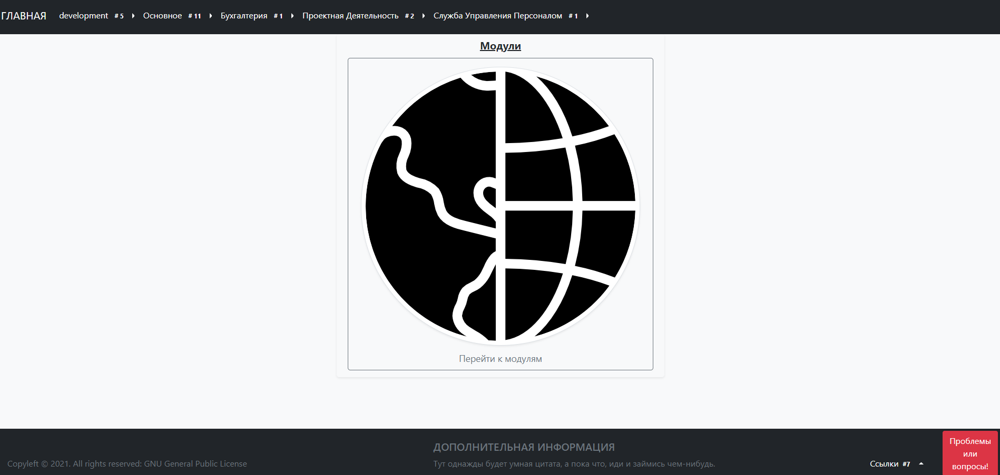 ГЛАВНАЯ development # 5 Основное # 11 Бухгалтерия # 1 Проектная Деятельность # 2 Служба Управления Персоналом # 1
Модули
Перейти к модулям
Copyleft © 2021. All rights reserved: GNU General Public License
ДОПОЛНИТЕЛЬНАЯ ИНФОРМАЦИЯ
Тут однажды будет умная цитата, а пока что, иди и займись чем-нибудь.
Ссылки #7
Проблемы
или
вопросы!